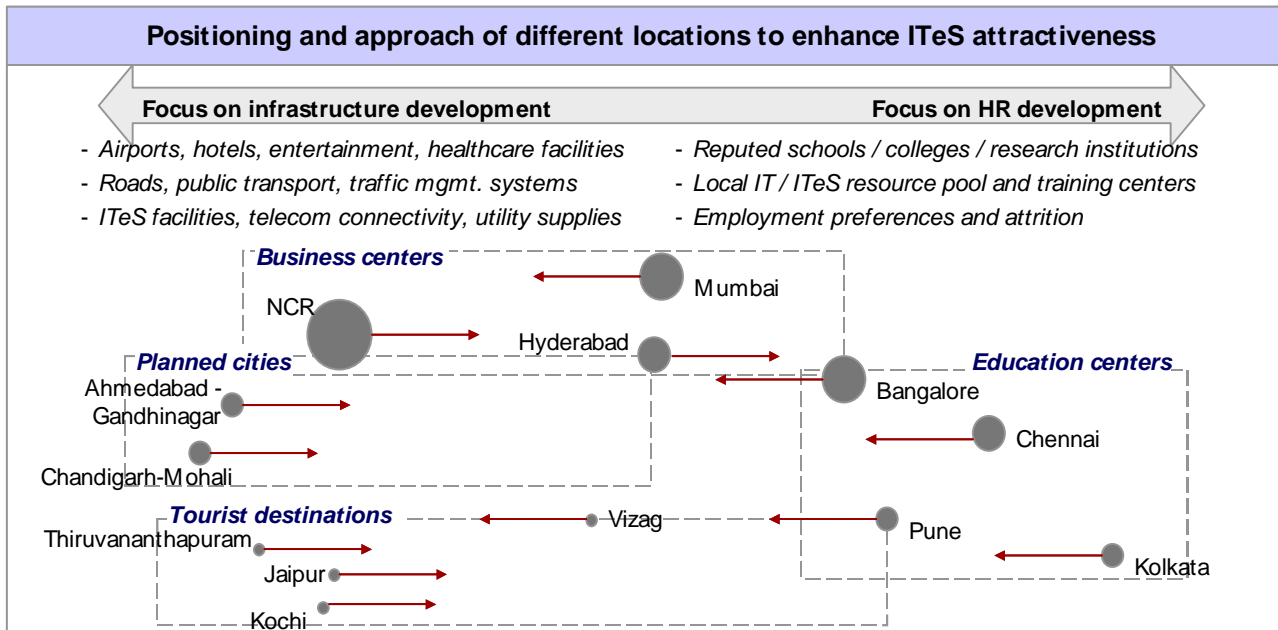 Positioning and approach of different locations to enhance ITeS attractiveness
Focus on infrastructure development
Focus on HR development
- Airports, hotels, entertainment, healthcare facilities
- Roads, public transport, traffic mgmt. systems
- ITeS facilities, telecom connectivity, utility supplies
- Reputed schools / colleges / research institutions
- Local IT / ITeS resource pool and training centers
- Employment preferences and attrition
Business centers
Mumbai
NCR
Hyderabad
Planned cities
Education centers
Ahmedabad -
Gandhinagar
Bangalore
Chennai
Chandigarh-Mohali
Tourist destinations
Vizag
Pune
Thiruvananthapuram
Jaipur
Kolkata
Kochi